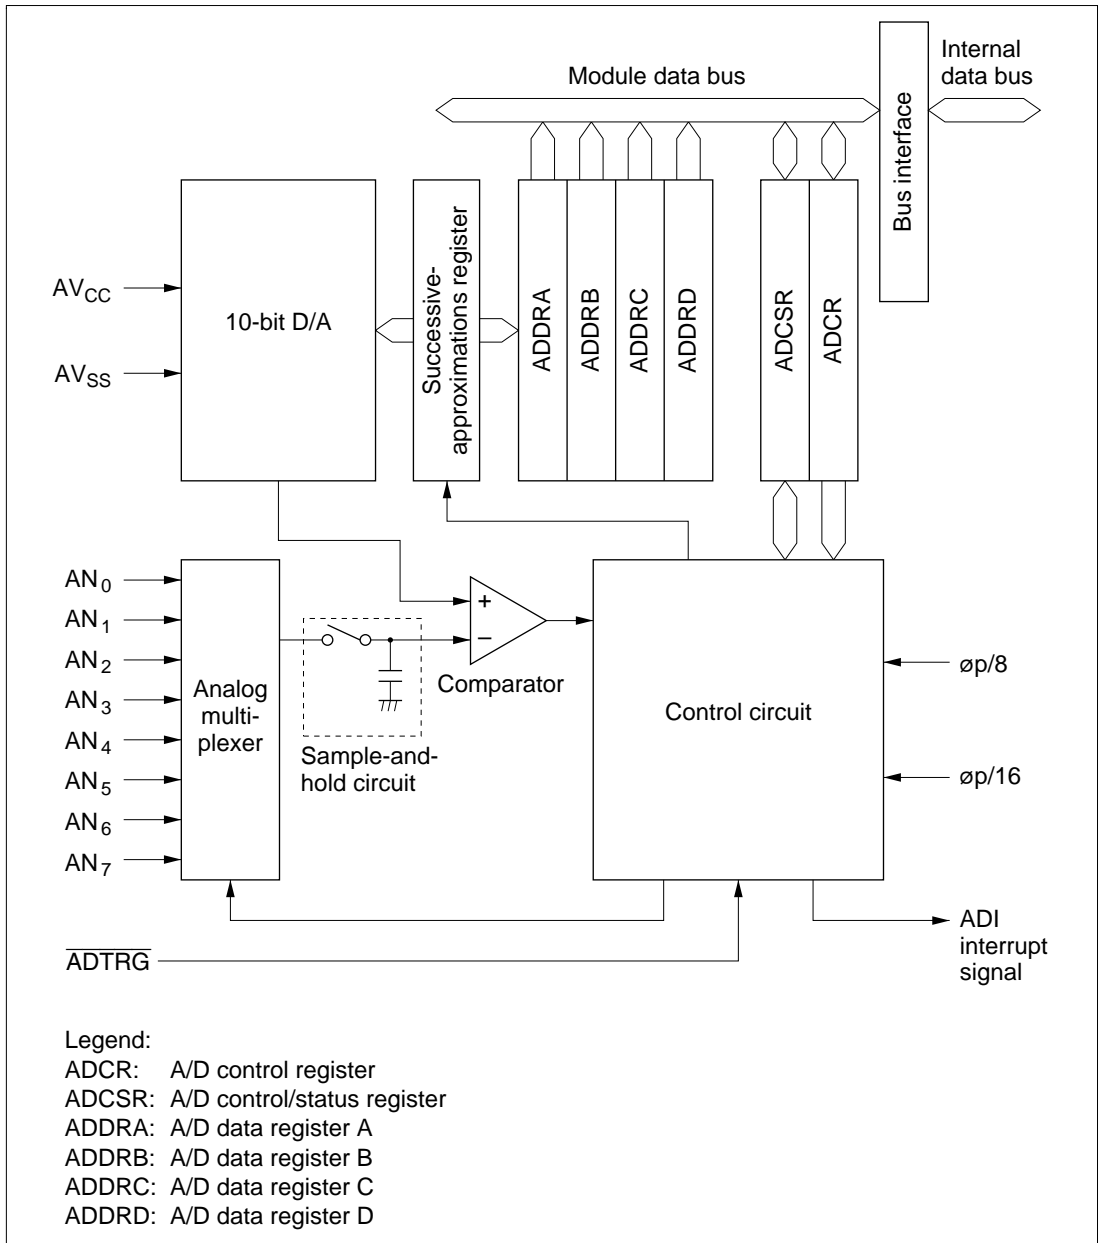 Internal
data bus
Module data bus
Bus interface
AVCC
AVSS
10-bit D/A
Successive-
approximations register
ADDRA
ADDRB
ADDRC
ADDRD
ADCSR
ADCR
AN0
AN1
AN2
AN3
AN4
AN5
AN6
AN7
Analog
multi-
plexer
+
−
Comparator
Sample-and-
hold circuit
Control circuit
øp/8
øp/16
ADI
interrupt
signal
ADTRG
Legend:
ADCR: A/D control register
ADCSR: A/D control/status register
ADDRA: A/D data register A
ADDRB: A/D data register B
ADDRC: A/D data register C
ADDRD: A/D data register D